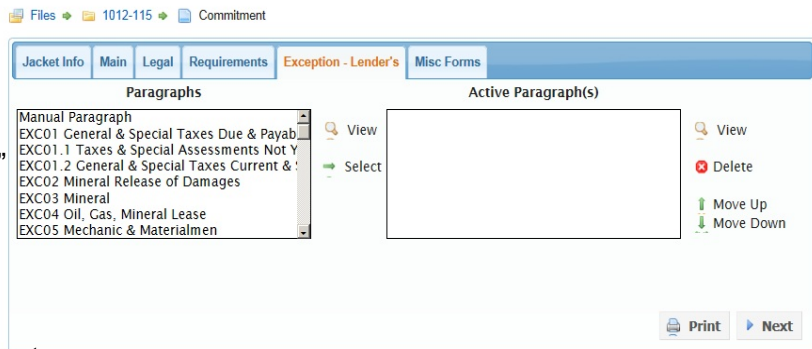 Files 1012-115 Commitment
Jacket Info Main Legal Requirements Exception - Lender's Misc Forms
Paragraphs Active Paragraph(s)
Manual Paragraph
EXC01 General & Special Taxes Due & Payab
EXC01.1 Taxes & Special Assessments Not Y
EXC01.2 General & Special Taxes Current &
EXC02 Mineral Release of Damages
EXC03 Mineral
EXC04 Oil, Gas, Mineral Lease
EXC05 Mechanic & Materialmen
View
Select
View
Delete
Move Up
Move Down
Print Next